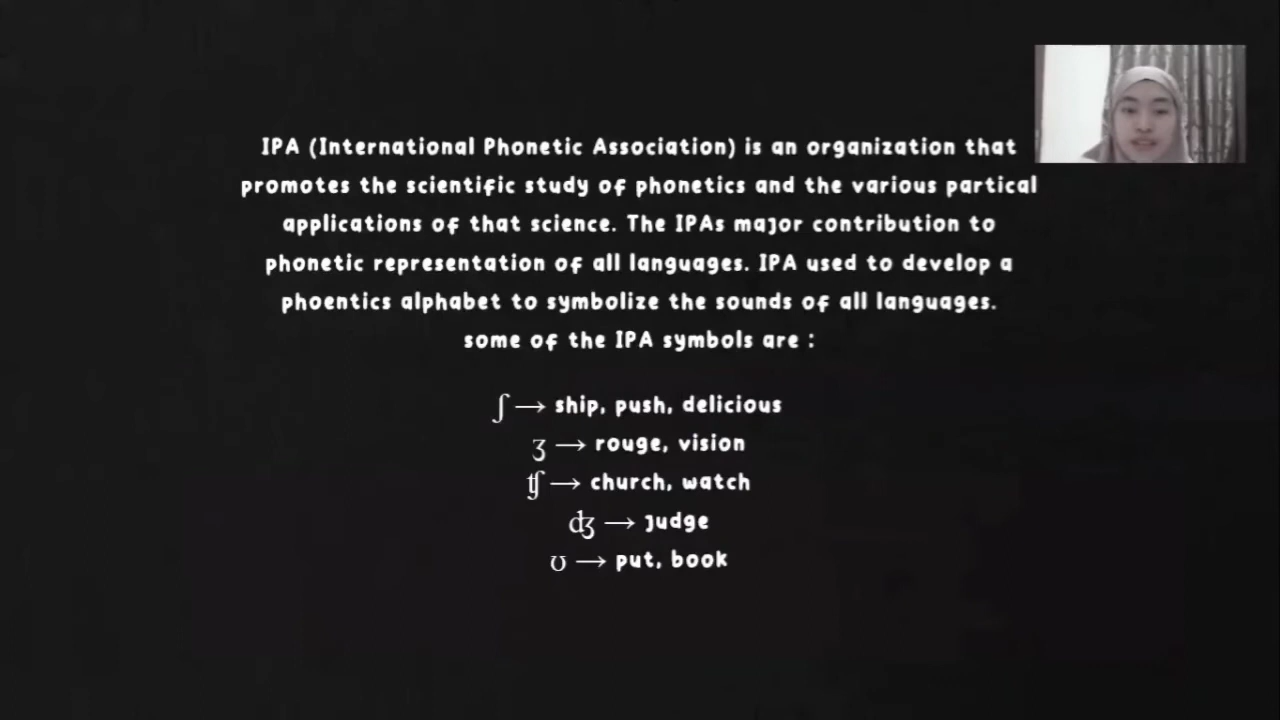 IPA (International Phonetic Association) is an organization that
promotes the scientific study of phonetics and the various partical
applications of that science. The IPAs major contribution to
phonetic representation of all languages. IPA used to develop a
phoentics alphabet to symbolize the sounds of all languages.
some of the IPA symbols are :
ʃ → ship, push, delicious
ʒ → rouge, vision
ʧ → church, watch
ʤ → judge
ʊ → put, book